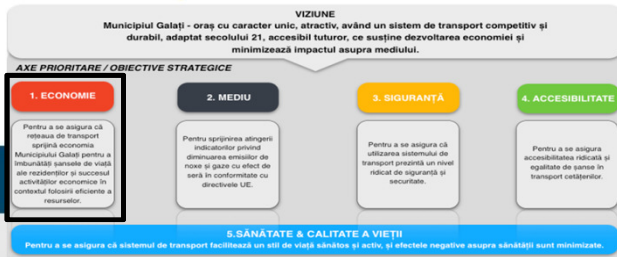 VIZIUNE
Municipiul Galați - oraș cu caracter unic, atractiv, având un sistem de transport competitiv și
durabil, adaptat secolului 21, accesibil tuturor, ce susține dezvoltarea economiei și
minimizează impactul asupra mediului.
AXE PRIORITARE / OBIECTIVE STRATEGICE
1. ECONOMIE
Pentru a se asigura că
rețeaua de transport
sprijină economia
Municipiului Galați pentru a
îmbunătăți șansele de viață
ale rezidenților și succesul
activităților economice în
contextul folosirii eficiente a
resurselor.
2. MEDIU
Pentru sprijinirea atingerii
indicatorilor privind
diminuarea emisiilor de
noxe și gaze cu efect de
seră în conformitate cu
directivele UE.
3. SIGURANȚĂ
Pentru a se asigura că
utilizarea sistemului de
transport prezintă un nivel
ridicat de siguranță și
securitate.
4. ACCESIBILITATE
Pentru a se asigura
accesibilitatea ridicată și
egalitate de șanse în
transport cetățenilor.
5.SĂNĂTATE & CALITATE A VIEȚII
Pentru a se asigura că sistemul de transport facilitează un stil de viață sănătos și activ, și efectele negative asupra sănătății sunt minimizate.